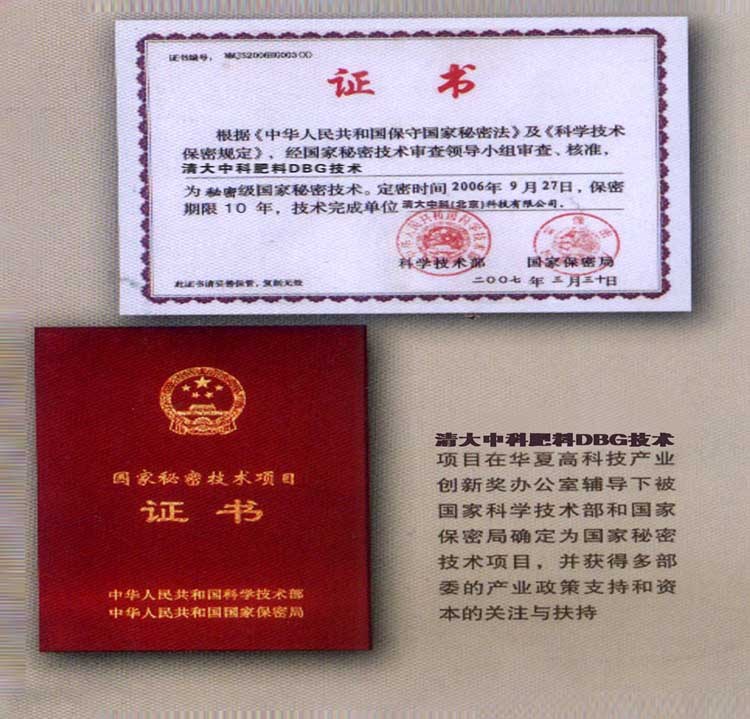 证书编号: MMJS2006H0003(X)
证 书
根据《中华人民共和国保守国家秘密法》及《科学技术
保密规定》，经国家秘密技术审查领导小组审查、核准，
清大中科肥料DBG技术
为 秘密级国家秘密技术。定密时间 2006年 9 月 27日，保密
期限 10 年，技术完成单位 清大中科(北京)科技有限公司.
科学技术部 国家保密局
二00七 年 三 月 三十 日
此证书请妥善保管，复制无效
国家秘密技术项目
证 书
中华人民共和国科学技术部
中华人民共和国国家保密局
清大中科肥料DBG技术
项目在华夏高科技产业
创新奖办公室辅导下被
国家科学技术部和国家
保密局确定为国家秘密
技术项目，并获得多部
委的产业政策支持和资
本的关注与扶持